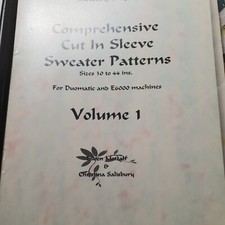 Comprehensive
Cut In Sleeve
Sweater Patterns
Sizes 30 to 44 ins.
For Duomatic and E6000 machines
Volume 1
Metcalf
&
Christina Salisbury